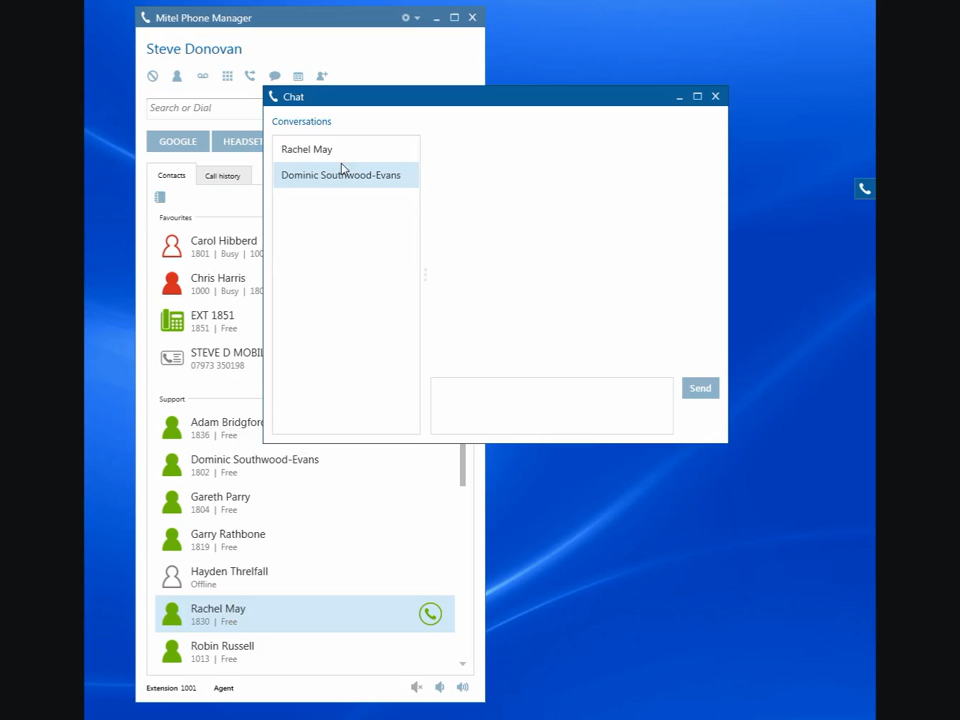 Mitel Phone Manager
Steve Donovan
Search or Dial
GOOGLE
HEADSET
Contacts
Call history
Favourites
Carol Hibberd
1801 | Busy | 100
Chris Harris
1000 | Busy | 180
EXT 1851
1851 | Free
STEVE D MOBIL
07973 350198
Support
Adam Bridgford
1836 | Free
Dominic Southwood-Evans
1802 | Free
Gareth Parry
1804 | Free
Garry Rathbone
1819 | Free
Hayden Threlfall
Offline
Rachel May
1830 | Free
Robin Russell
1013 | Free
Extension 1001
Agent
Chat
Conversations
Rachel May
Dominic Southwood-Evans
Send